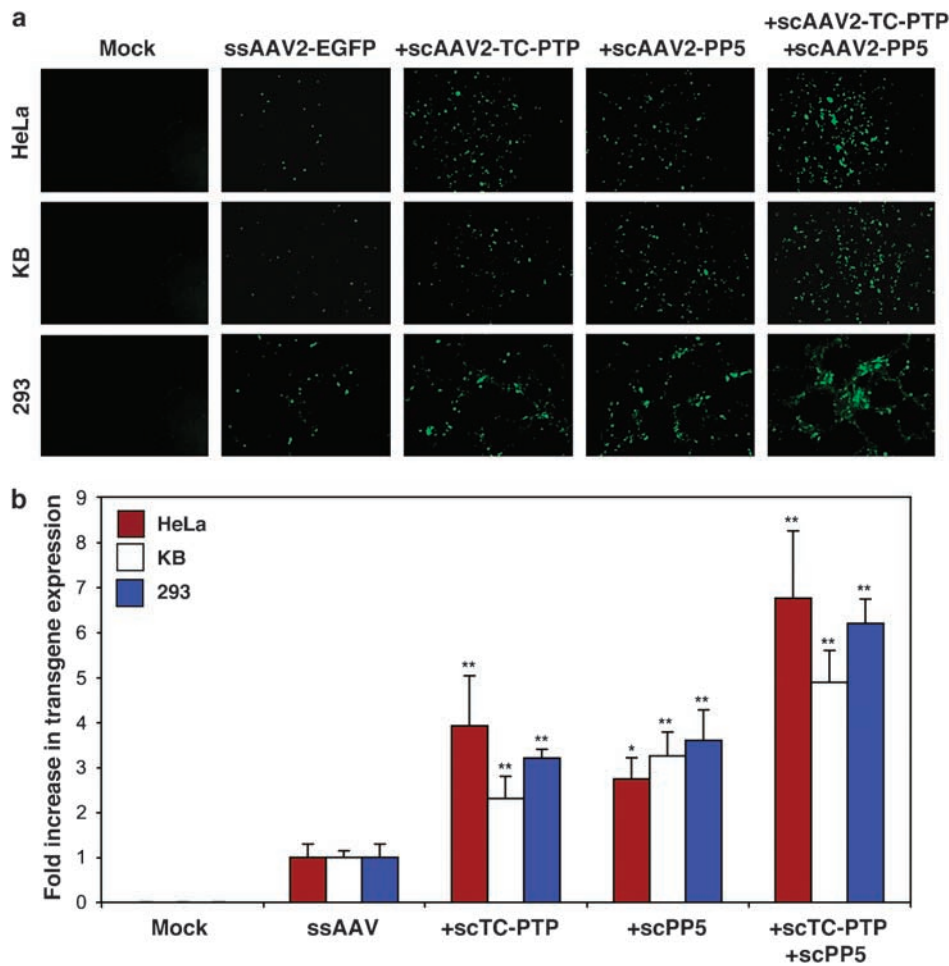 a
Mock ssAAV2-EGFP +scAAV2-TC-PTP +scAAV2-PP5 +scAAV2-TC-PTP
+scAAV2-PP5
HeLa
KB
293
b
Fold increase in transgene expression
9
8
7
6
5
4
3
2
1
0
HeLa
KB
293
** ** **
* ** **
** ** **
Mock ssAAV +scTC-PTP +scPP5 +scTC-PTP
+scPP5